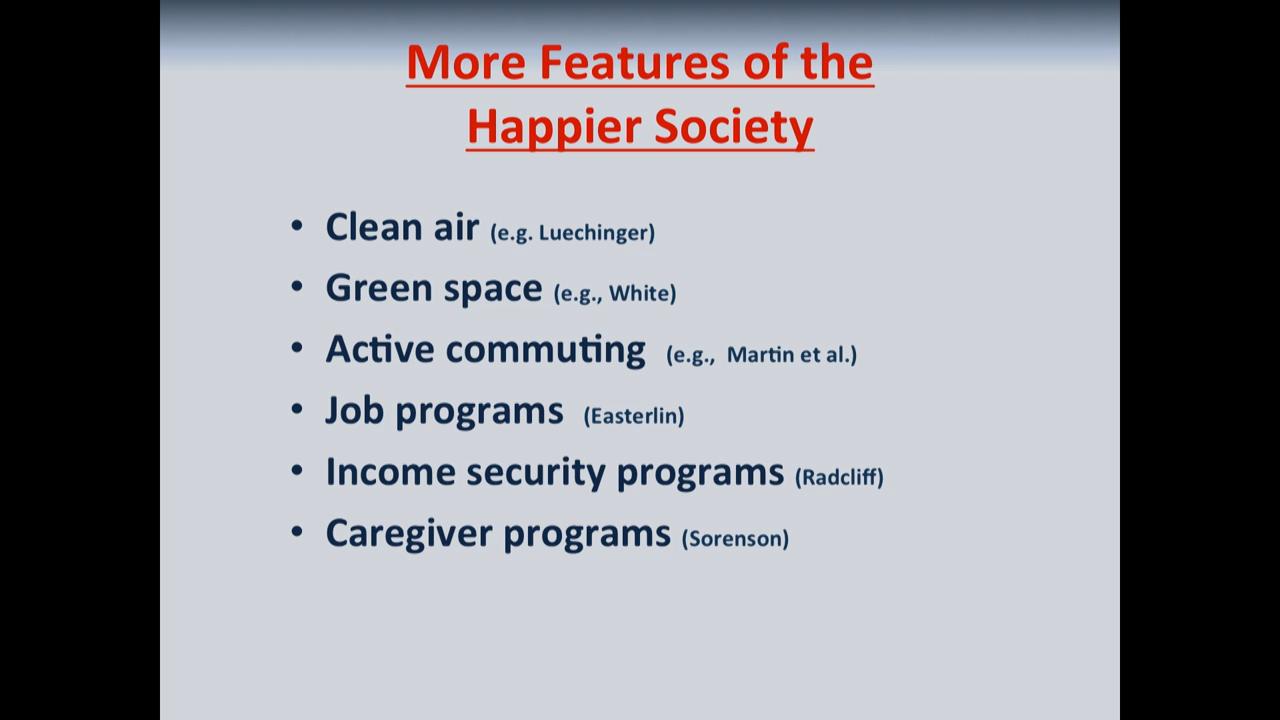 More Features of the
Happier Society
• Clean air (e.g. Luechinger)
• Green space (e.g., White)
• Active commuting (e.g., Martin et al.)
• Job programs (Easterlin)
• Income security programs (Radcliff)
• Caregiver programs (Sorenson)